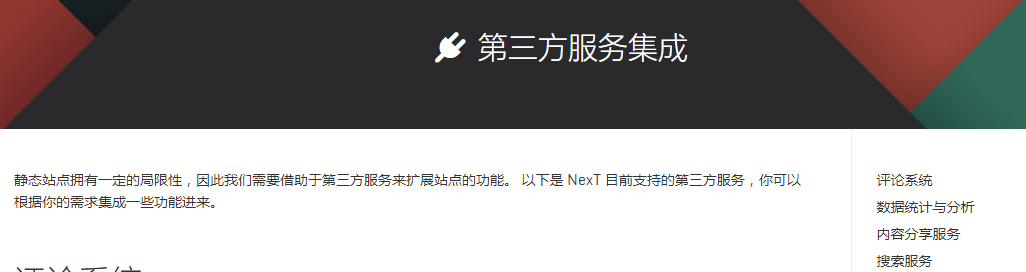 第三方服务集成
静态站点拥有一定的局限性，因此我们需要借助于第三方服务来扩展站点的功能。 以下是 NexT 目前支持的第三方服务，你可以
根据你的需求集成一些功能进来。
评论系统
评论系统
数据统计与分析
内容分享服务
搜索服务